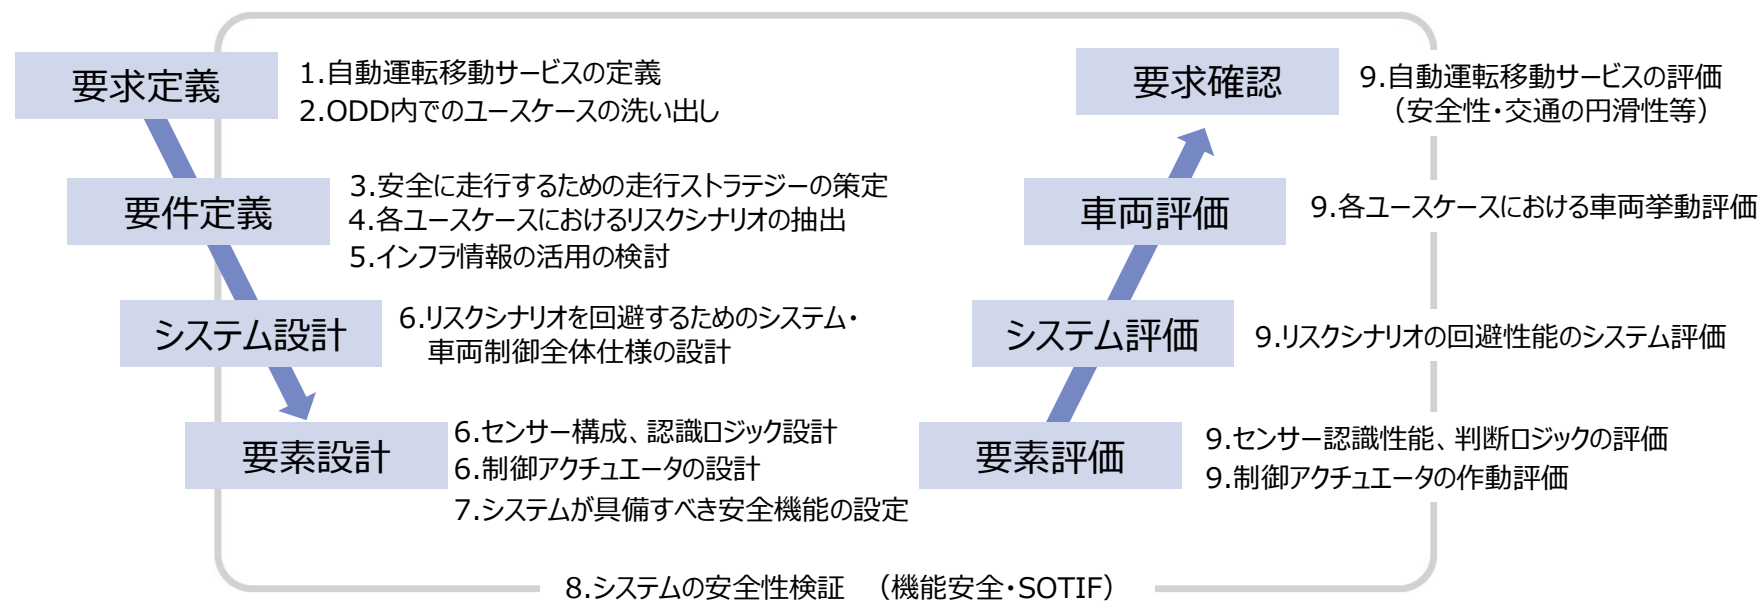 要求定義
1.自動運転移動サービスの定義
2.ODD内でのユースケースの洗い出し
要件定義
3.安全に走行するための走行ストラテジーの策定
4.各ユースケースにおけるリスクシナリオの抽出
5.インフラ情報の活用の検討
システム設計
6.リスクシナリオを回避するためのシステム・
車両制御全体仕様の設計
要素設計
6.センサー構成、認識ロジック設計
6.制御アクチュエータの設計
7.システムが具備すべき安全機能の設定
要求確認
9.自動運転移動サービスの評価
（安全性・交通の円滑性等）
車両評価
9.各ユースケースにおける車両挙動評価
システム評価
9.リスクシナリオの回避性能のシステム評価
要素評価
9.センサー認識性能、判断ロジックの評価
9.制御アクチュエータの作動評価
8.システムの安全性検証　（機能安全・SOTIF）